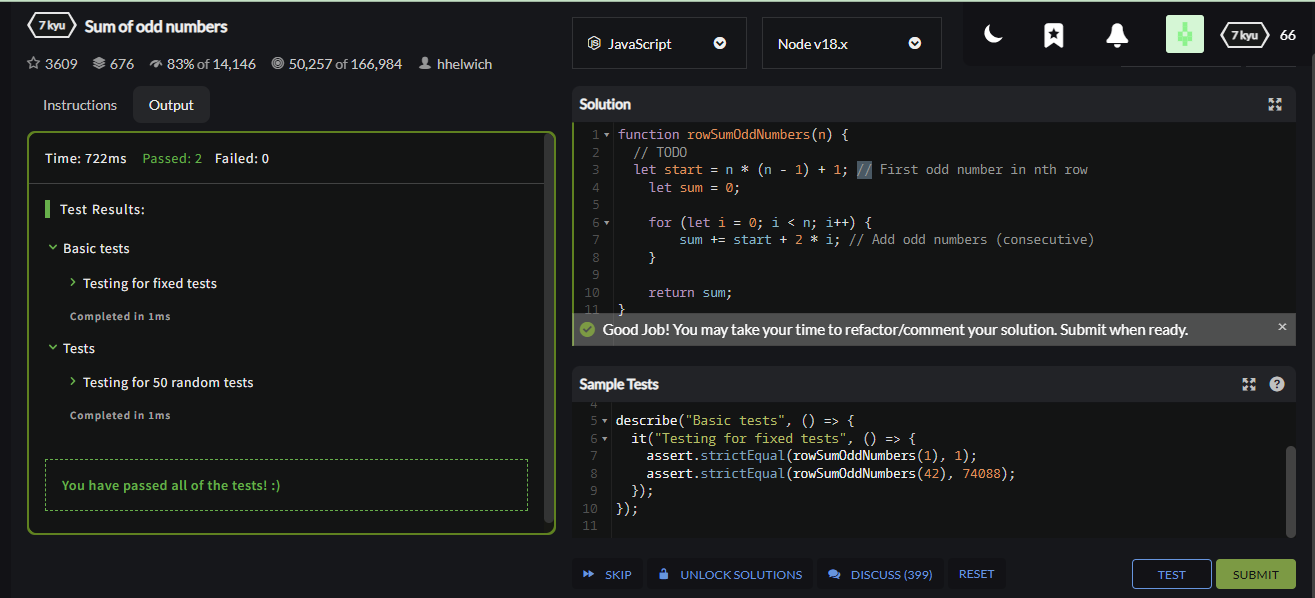 7 kyu Sum of odd numbers
3609 676 83% of 14,146 50,257 of 166,984 hhelwich
Instructions Output
Time: 722ms Passed: 2 Failed: 0
Test Results:
Basic tests
Testing for fixed tests
Completed in 1ms
Tests
Testing for 50 random tests
Completed in 1ms
You have passed all of the tests! :)
JavaScript Node v18.x 7 kyu 66
Solution
1 function rowSumOddNumbers(n) {
2 // TODO
3 let start = n * (n - 1) + 1; // First odd number in nth row
4 let sum = 0;
5
6 for (let i = 0; i < n; i++) {
7 sum += start + 2 * i; // Add odd numbers (consecutive)
8 }
9
10 return sum;
11 }
Good Job! You may take your time to refactor/comment your solution. Submit when ready. ×
Sample Tests ?
4
5 describe("Basic tests", () => {
6 it("Testing for fixed tests", () => {
7 assert.strictEqual(rowSumOddNumbers(1), 1);
8 assert.strictEqual(rowSumOddNumbers(42), 74088);
9 });
10 });
11
SKIP UNLOCK SOLUTIONS DISCUSS (399) RESET TEST SUBMIT